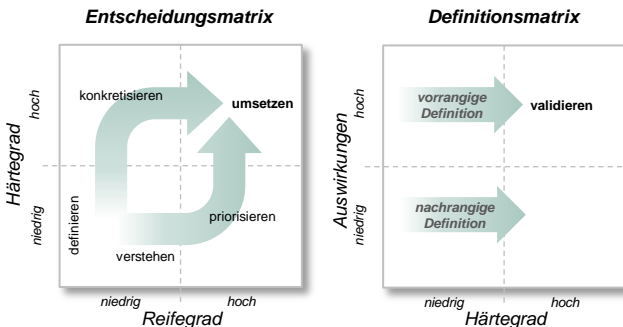 Entscheidungsmatrix
Härtegrad
hoch
niedrig
konkretisieren
umsetzen
definieren
priorisieren
verstehen
niedrig
hoch
Reifegrad
Definitionsmatrix
Auswirkungen
hoch
niedrig
vorrangige
Definition
validieren
nachrangige
Definition
niedrig
hoch
Härtegrad